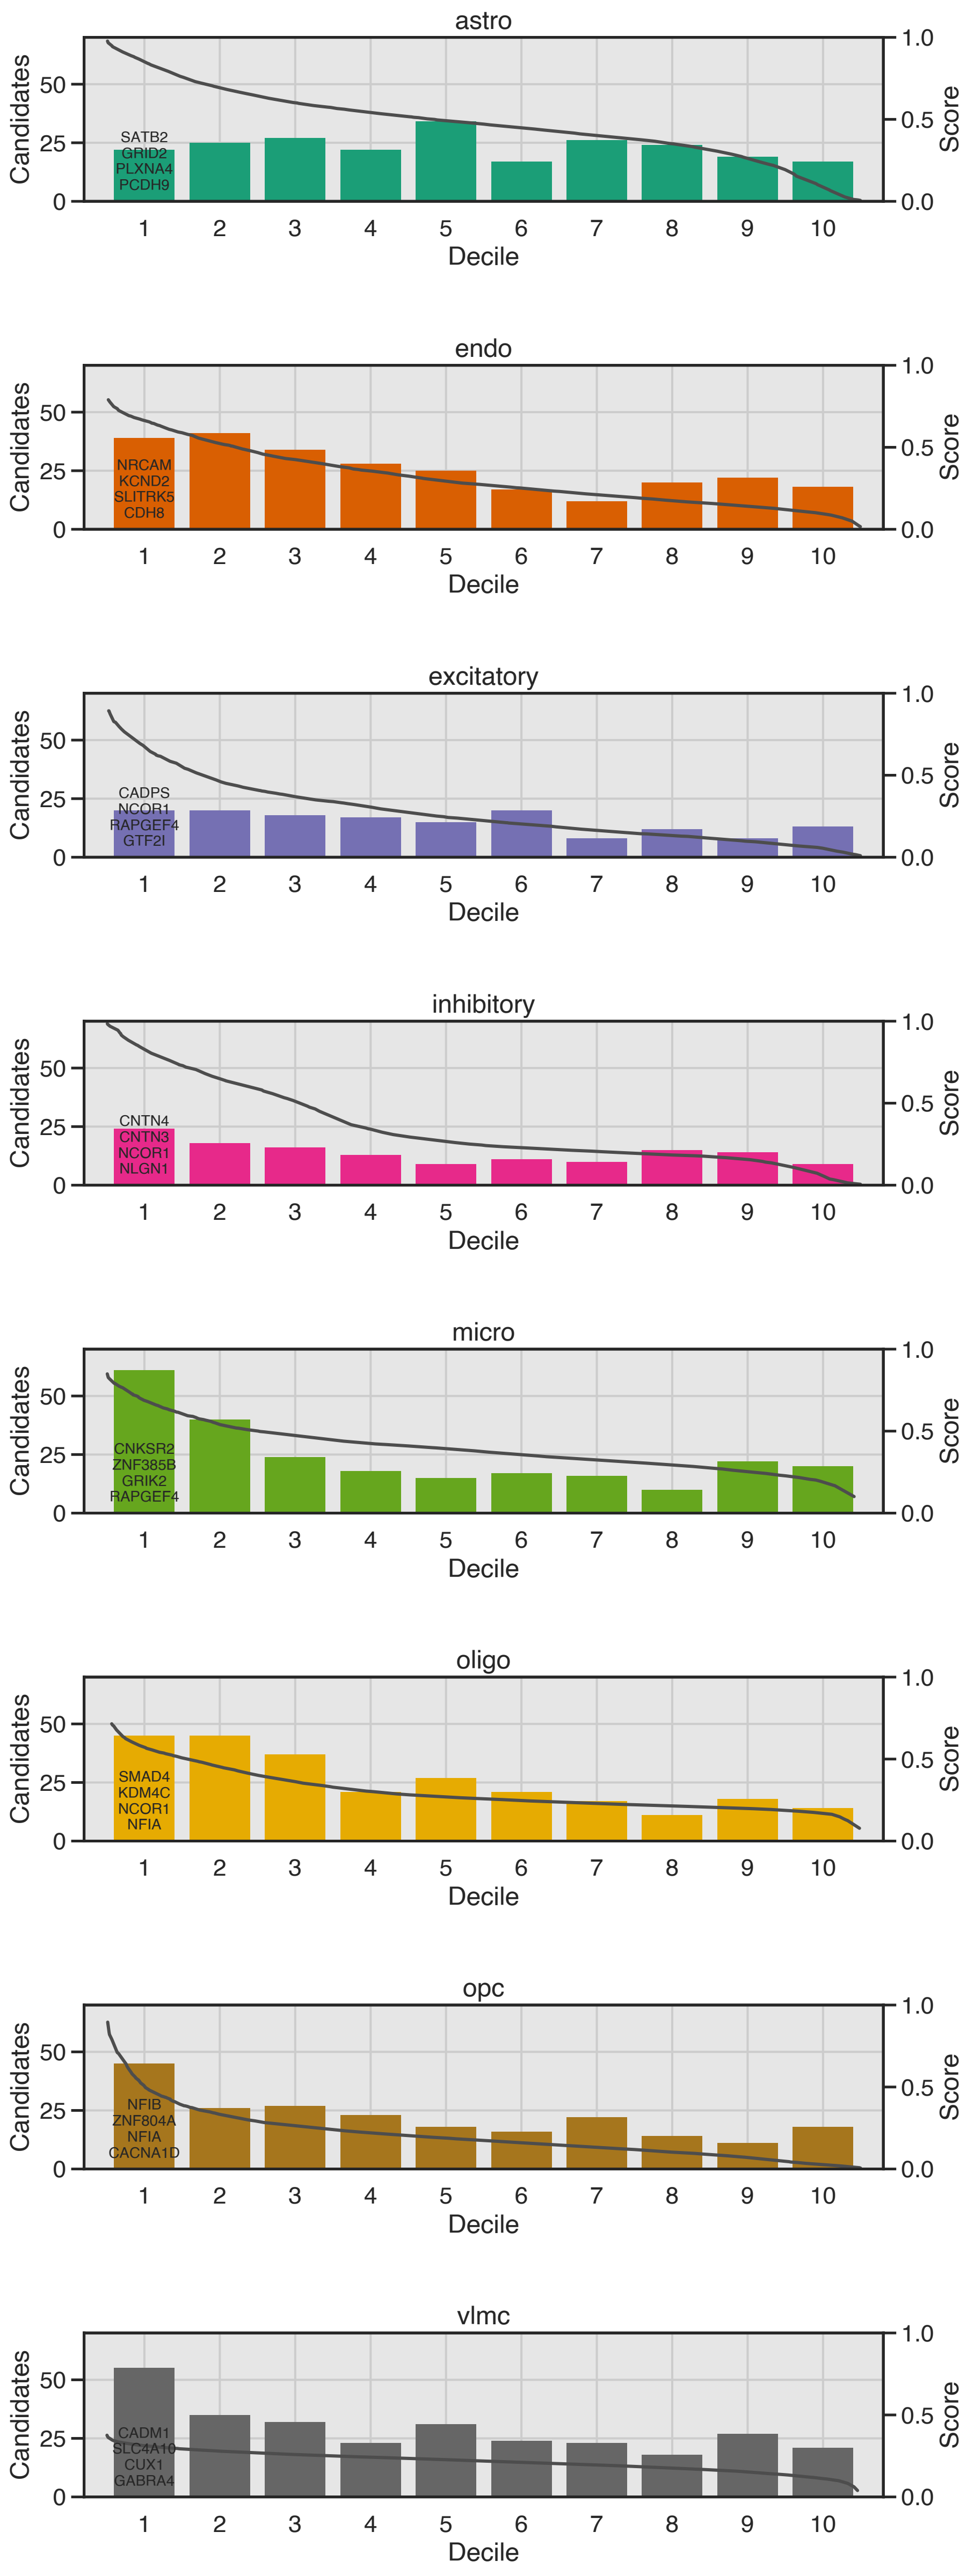 astro
Candidates
Score
50
25
0
1.0
0.5
0.0
SATB2
GRID2
PLXNA4
PCDH9
1 2 3 4 5 6 7 8 9 10
Decile
endo
Candidates
Score
50
25
0
1.0
0.5
0.0
NRCAM
KCND2
SLITRK5
CDH8
1 2 3 4 5 6 7 8 9 10
Decile
excitatory
Candidates
Score
50
25
0
1.0
0.5
0.0
CADPS
NCOR1
RAPGEF4
GTF2I
1 2 3 4 5 6 7 8 9 10
Decile
inhibitory
Candidates
Score
50
25
0
1.0
0.5
0.0
CNTN4
CNTN3
NCOR1
NLGN1
1 2 3 4 5 6 7 8 9 10
Decile
micro
Candidates
Score
50
25
0
1.0
0.5
0.0
CNKSR2
ZNF385B
GRIK2
RAPGEF4
1 2 3 4 5 6 7 8 9 10
Decile
oligo
Candidates
Score
50
25
0
1.0
0.5
0.0
SMAD4
KDM4C
NCOR1
NFIA
1 2 3 4 5 6 7 8 9 10
Decile
opc
Candidates
Score
50
25
0
1.0
0.5
0.0
NFIB
ZNF804A
NFIA
CACNA1D
1 2 3 4 5 6 7 8 9 10
Decile
vlmc
Candidates
Score
50
25
0
1.0
0.5
0.0
CADM1
SLC4A10
CUX1
GABRA4
1 2 3 4 5 6 7 8 9 10
Decile